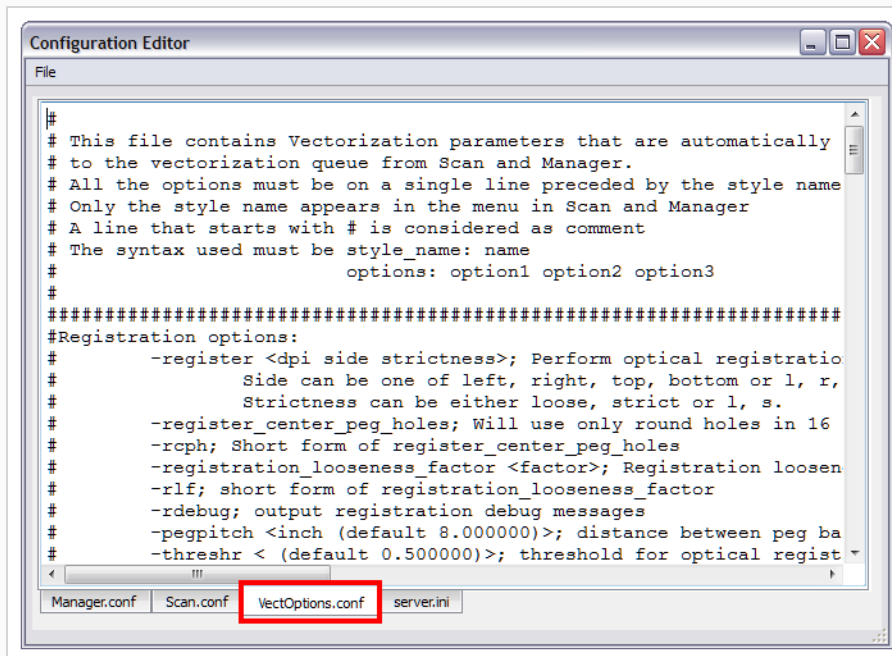 Configuration Editor
File
#
# This file contains Vectorization parameters that are automatically
# to the vectorization queue from Scan and Manager.
# All the options must be on a single line preceded by the style name
# Only the style name appears in the menu in Scan and Manager
# A line that starts with # is considered as comment
# The syntax used must be style_name: name
# options: option1 option2 option3
#
#####################################################################
#Registration options:
# -register <dpi side strictness>; Perform optical registratio
# Side can be one of left, right, top, bottom or l, r,
# Strictness can be either loose, strict or l, s.
# -register_center_peg_holes; Will use only round holes in 16
# -rcph; Short form of register_center_peg_holes
# -registration_looseness_factor <factor>; Registration loosen
# -rlf; short form of registration_looseness_factor
# -rdebug; output registration debug messages
# -pegpitch <inch (default 8.000000)>; distance between peg ba
# -threshr < (default 0.500000)>; threshold for optical regist
Manager.conf Scan.conf VectOptions.conf server.ini